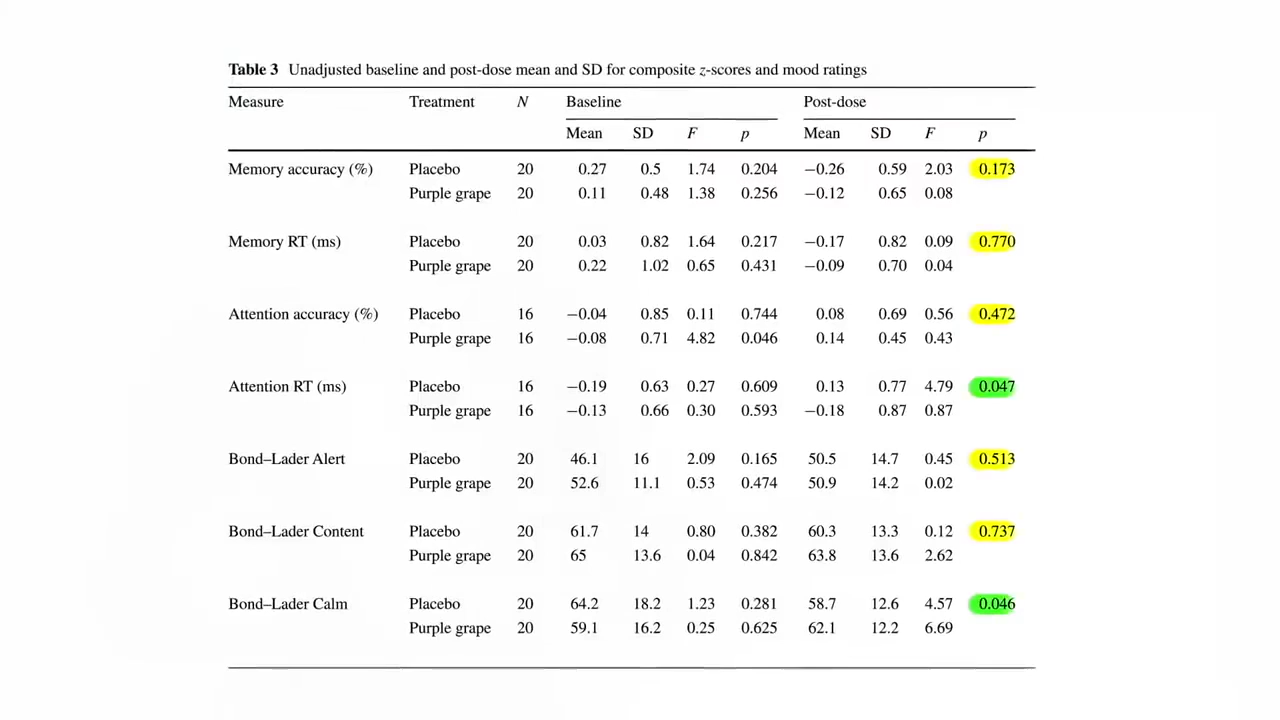 Table 3 Unadjusted baseline and post-dose mean and SD for composite z-scores and mood ratings
Measure Treatment N Baseline Post-dose
Mean SD F p Mean SD F p
Memory accuracy (%) Placebo 20 0.27 0.5 1.74 0.204 −0.26 0.59 2.03 0.173
Purple grape 20 0.11 0.48 1.38 0.256 −0.12 0.65 0.08
Memory RT (ms) Placebo 20 0.03 0.82 1.64 0.217 −0.17 0.82 0.09 0.770
Purple grape 20 0.22 1.02 0.65 0.431 −0.09 0.70 0.04
Attention accuracy (%) Placebo 16 −0.04 0.85 0.11 0.744 0.08 0.69 0.56 0.472
Purple grape 16 −0.08 0.71 4.82 0.046 0.14 0.45 0.43
Attention RT (ms) Placebo 16 −0.19 0.63 0.27 0.609 0.13 0.77 4.79 0.047
Purple grape 16 −0.13 0.66 0.30 0.593 −0.18 0.87 0.87
Bond–Lader Alert Placebo 20 46.1 16 2.09 0.165 50.5 14.7 0.45 0.513
Purple grape 20 52.6 11.1 0.53 0.474 50.9 14.2 0.02
Bond–Lader Content Placebo 20 61.7 14 0.80 0.382 60.3 13.3 0.12 0.737
Purple grape 20 65 13.6 0.04 0.842 63.8 13.6 2.62
Bond–Lader Calm Placebo 20 64.2 18.2 1.23 0.281 58.7 12.6 4.57 0.046
Purple grape 20 59.1 16.2 0.25 0.625 62.1 12.2 6.69